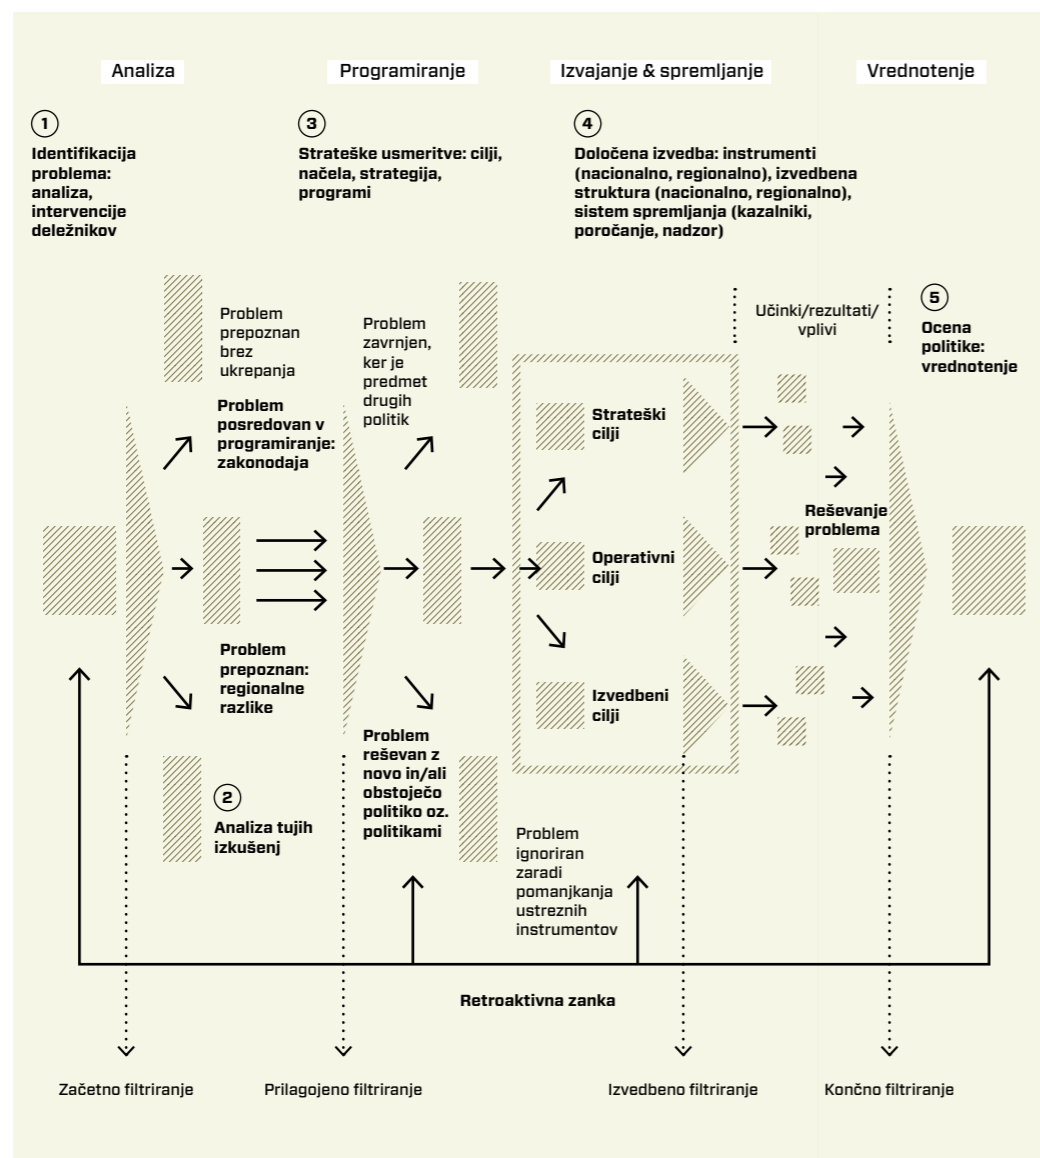 Analiza
Programiranje
Izvajanje & spremljanje
Vrednotenje
1
Identifikacija
problema:
analiza,
intervencije
deležnikov
3
Strateške usmeritve: cilji,
načela, strategija,
programi
4
Določena izvedba: instrumenti
(nacionalno, regionalno), izvedbena
struktura (nacionalno, regionalno),
sistem spremljanja (kazalniki,
poročanje, nadzor)
Problem
prepoznan
brez
ukrepanja
Problem
posredovan v
programiranje:
zakonodaja
Problem
zavrnjen,
ker je
predmet
drugih
politik
Učinki/rezultati/
vplivi
5
Ocena
politike:
vrednotenje
Strateški
cilji
Operativni
cilji
Izvedbeni
cilji
Reševanje
problema
Problem
prepoznan:
regionalne
razlike
2
Analiza tujih
izkušenj
Problem
reševan z
novo in/ali
obstoječo
politiko oz.
politikami
Problem
ignoriran
zaradi
pomanjkanja
ustreznih
instrumentov
Retroaktivna zanka
Začetno filtriranje
Prilagojeno filtriranje
Izvedbeno filtriranje
Končno filtriranje